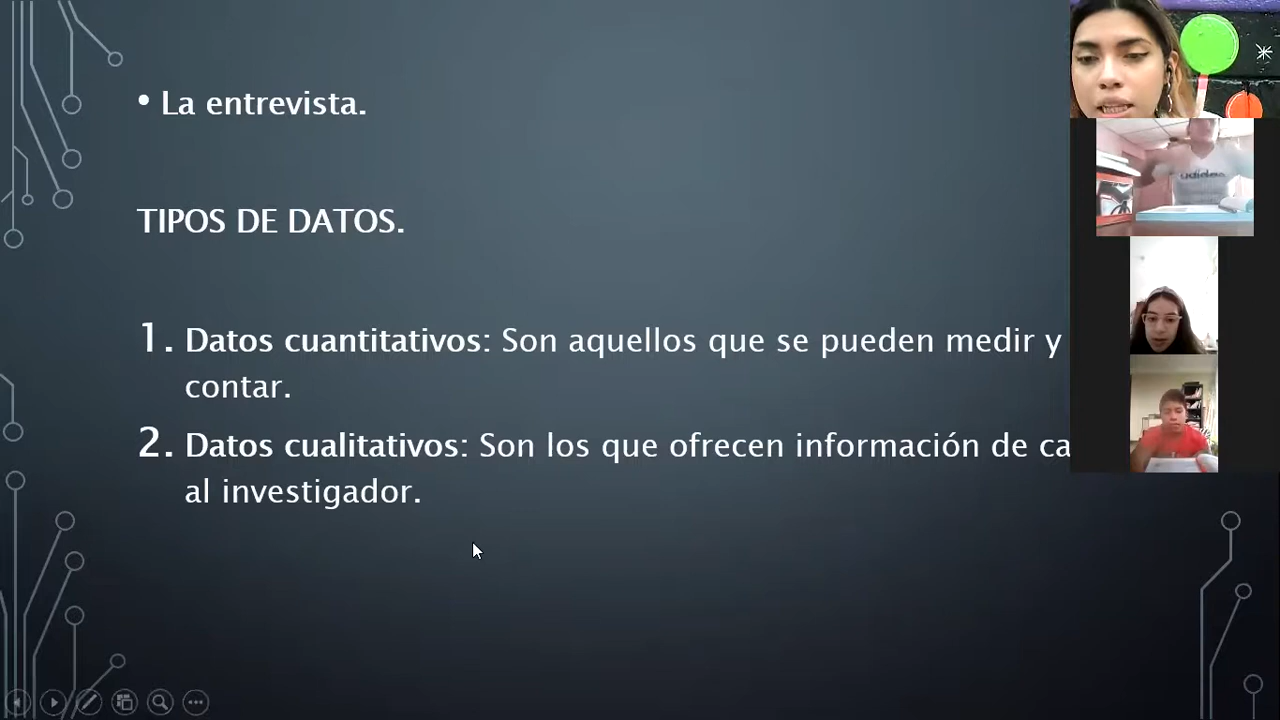 • La entrevista.
TIPOS DE DATOS.
1. Datos cuantitativos: Son aquellos que se pueden medir y
contar.
2. Datos cualitativos: Son los que ofrecen información de
al investigador.
adidas